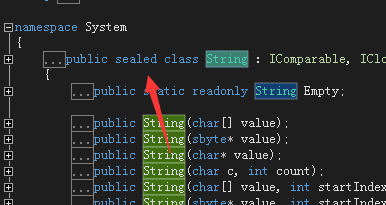 namespace System
{
...public sealed class String : IComparable, IClo
{
...public static readonly String Empty;
...public String(char[] value);
...public String(sbyte* value);
...public String(char* value);
...public String(char c, int count);
...public String(char[] value, int startIndex
...public String(sbyte* value, int startIndex